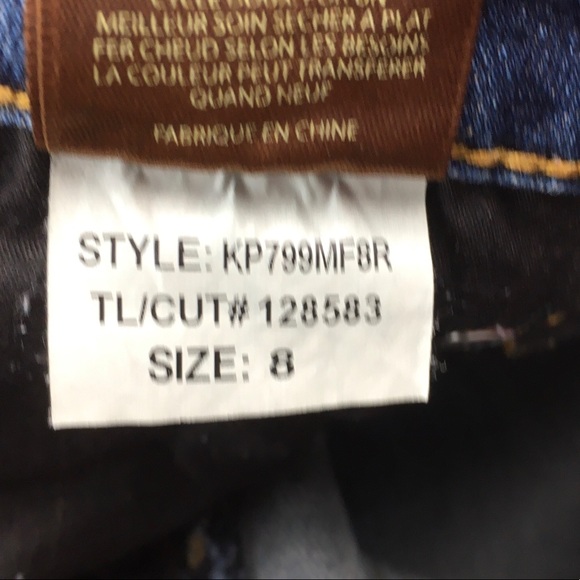 MEILLEUR SOIN SECHER A PLAT
FER CHEUD SELON LES BESOINS
LA COULEUR PEUT TRANSFERER
QUAND NEUF
FABRIQUE EN CHINE
STYLE: KP799MF8R
TL/CUT# 128583
SIZE: 8